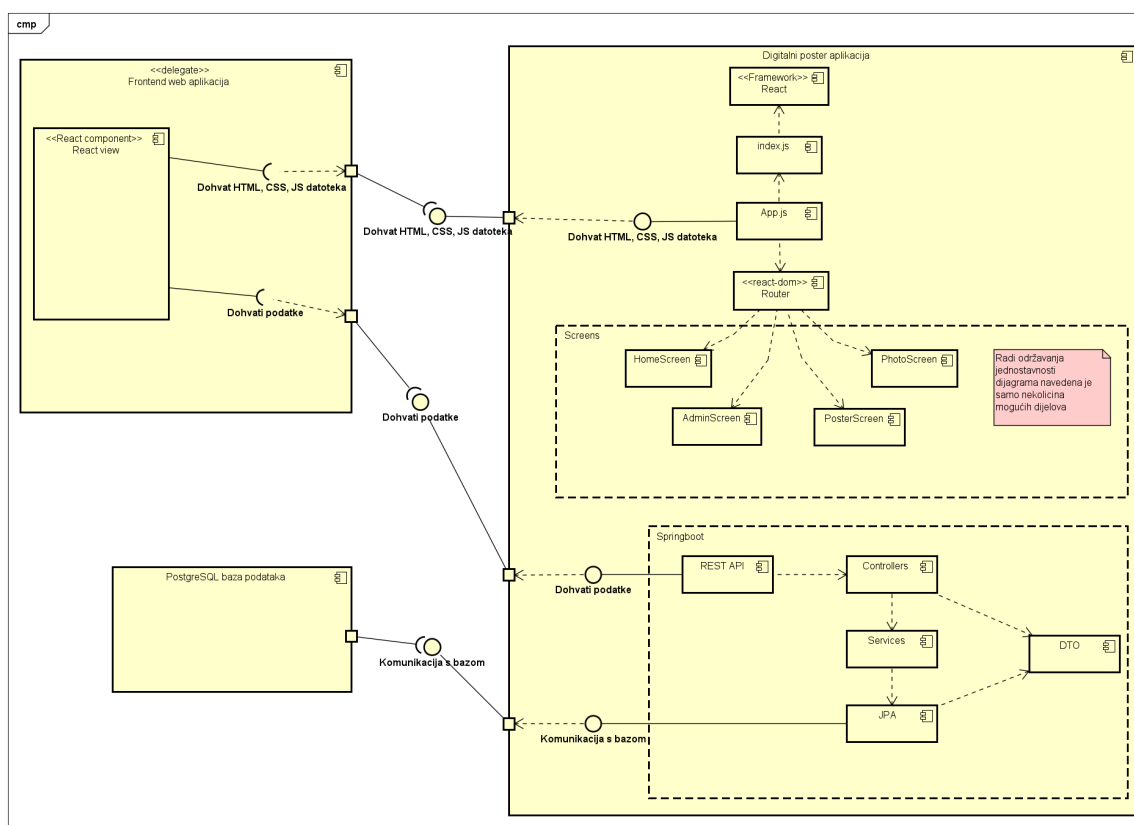 cmp
<<delegate>>
Frontend web aplikacija
<<React component>>
React view
Dohvat HTML, CSS, JS datoteka
Dohvati podatke
Dohvat HTML, CSS, JS datoteka
Dohvati podatke
PostgreSQL baza podataka
Komunikacija s bazom
Digitalni poster aplikacija
<<Framework>>
React
index.js
App.js
Dohvat HTML, CSS, JS datoteka
<<react-dom>>
Router
Screens
HomeScreen
PhotoScreen
AdminScreen
PosterScreen
Radi održavanja
jednostavnosti
dijagrama navedena je
samo nekolicina
mogućih dijelova
Springboot
REST API
Controllers
Dohvati podatke
Services
DTO
JPA
Komunikacija s bazom